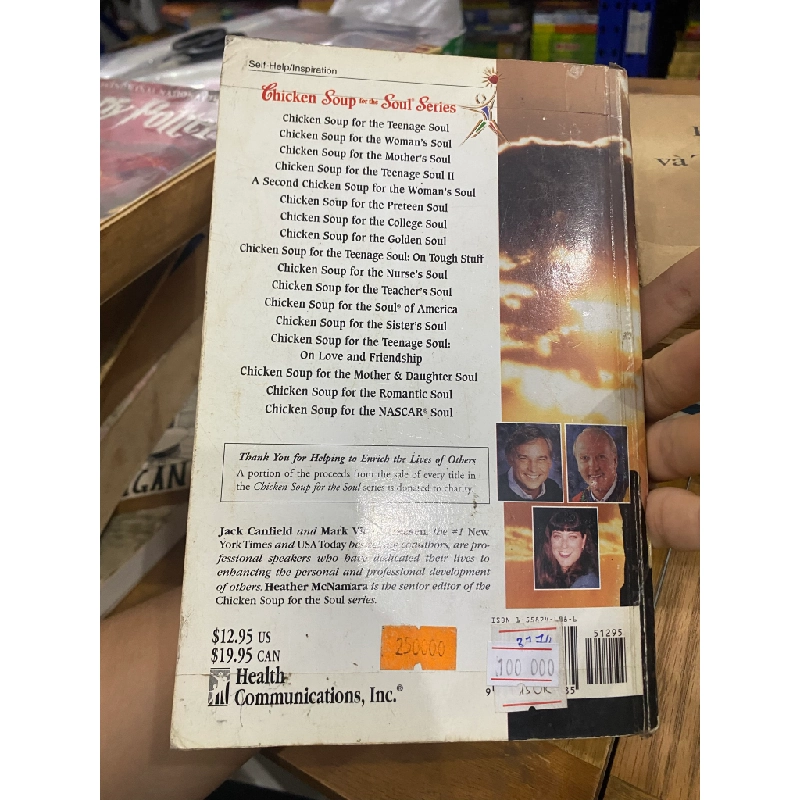 Self-Help/Inspiration
Chicken Soup for the Soul® Series
Chicken Soup for the Teenage Soul
Chicken Soup for the Woman's Soul
Chicken Soup for the Mother's Soul
Chicken Soup for the Teenage Soul II
A Second Chicken Soup for the Woman's Soul
Chicken Soup for the Preteen Soul
Chicken Soup for the College Soul
Chicken Soup for the Golden Soul
Chicken Soup for the Teenage Soul: On Tough Stuff
Chicken Soup for the Nurse's Soul
Chicken Soup for the Teacher's Soul
Chicken Soup for the Soul® of America
Chicken Soup for the Sister's Soul
Chicken Soup for the Teenage Soul:
On Love and Friendship
Chicken Soup for the Mother & Daughter Soul
Chicken Soup for the Romantic Soul
Chicken Soup for the NASCAR® Soul
Thank You for Helping to Enrich the Lives of Others
A portion of the proceeds from the sale of every title in
the Chicken Soup for the Soul series is donated to charity.
Jack Canfield and Mark the #1 New
York Times and USA Today coauthors, are pro-
fessional speakers who have dedicated their lives to
enhancing the personal and professional development
of others. Heather McNamara is the senior editor of the
Chicken Soup for the Soul series.
$12.95 US
$19.95 CAN
Health
Communications, Inc.®
250000
ISBN
51295
100 000
150K
9
85
và